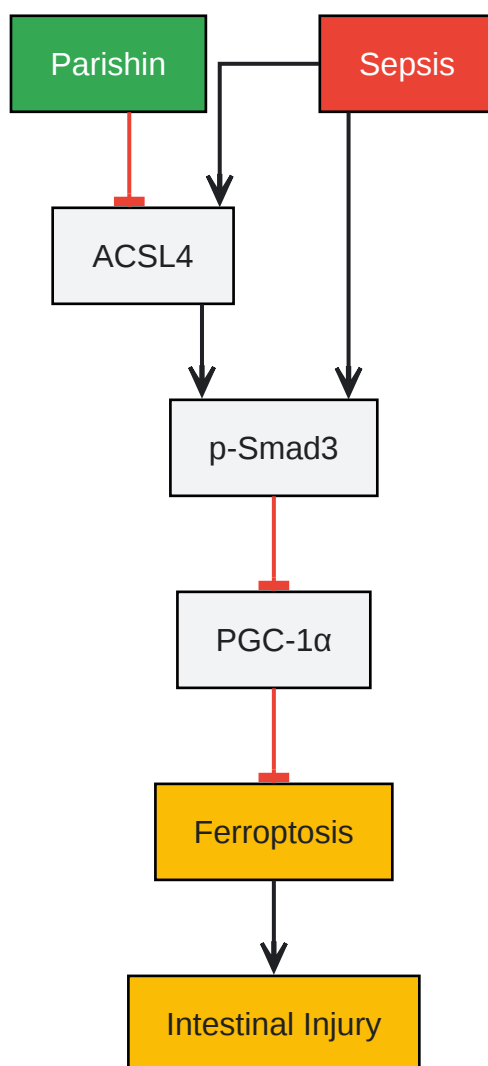 Parishin
Sepsis
ACSL4
p-Smad3
PGC-1α
Ferroptosis
Intestinal Injury